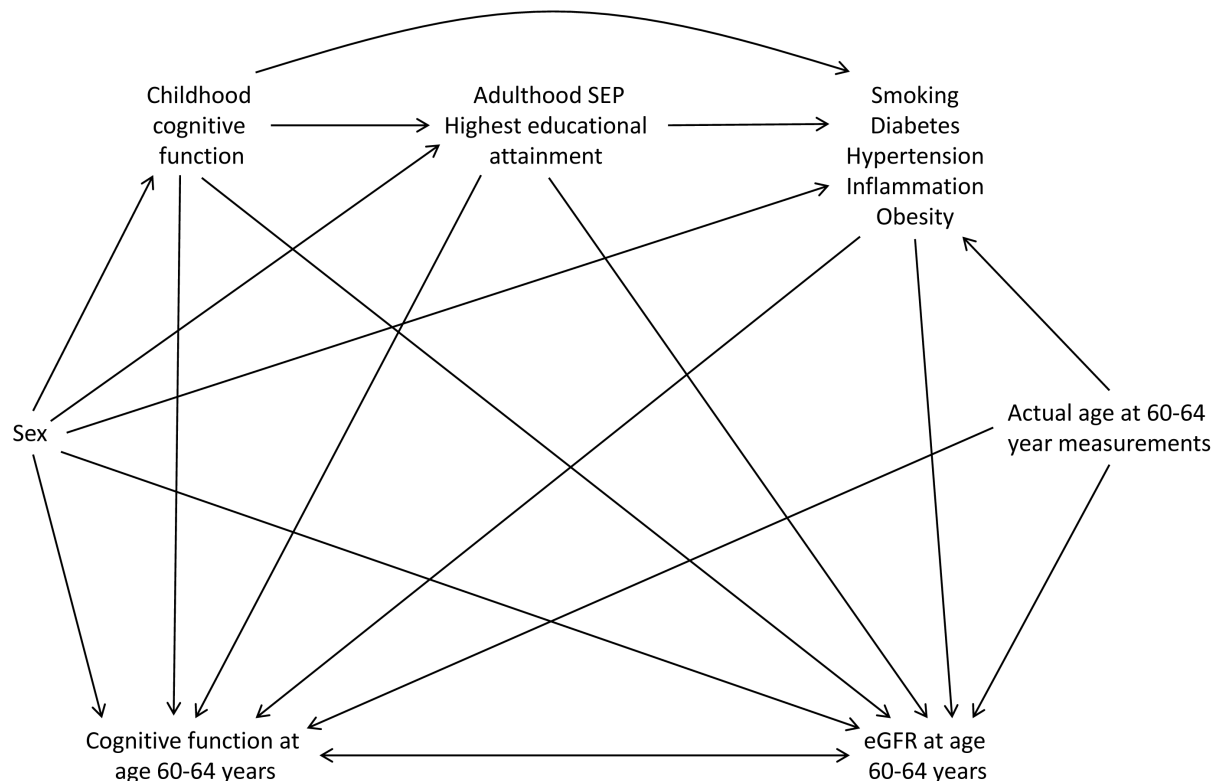 Childhood
cognitive
function
Adulthood SEP
Highest educational
attainment
Smoking
Diabetes
Hypertension
Inflammation
Obesity
Sex
Actual age at 60-64
year measurements
Cognitive function at
age 60-64 years
eGFR at age
60-64 years